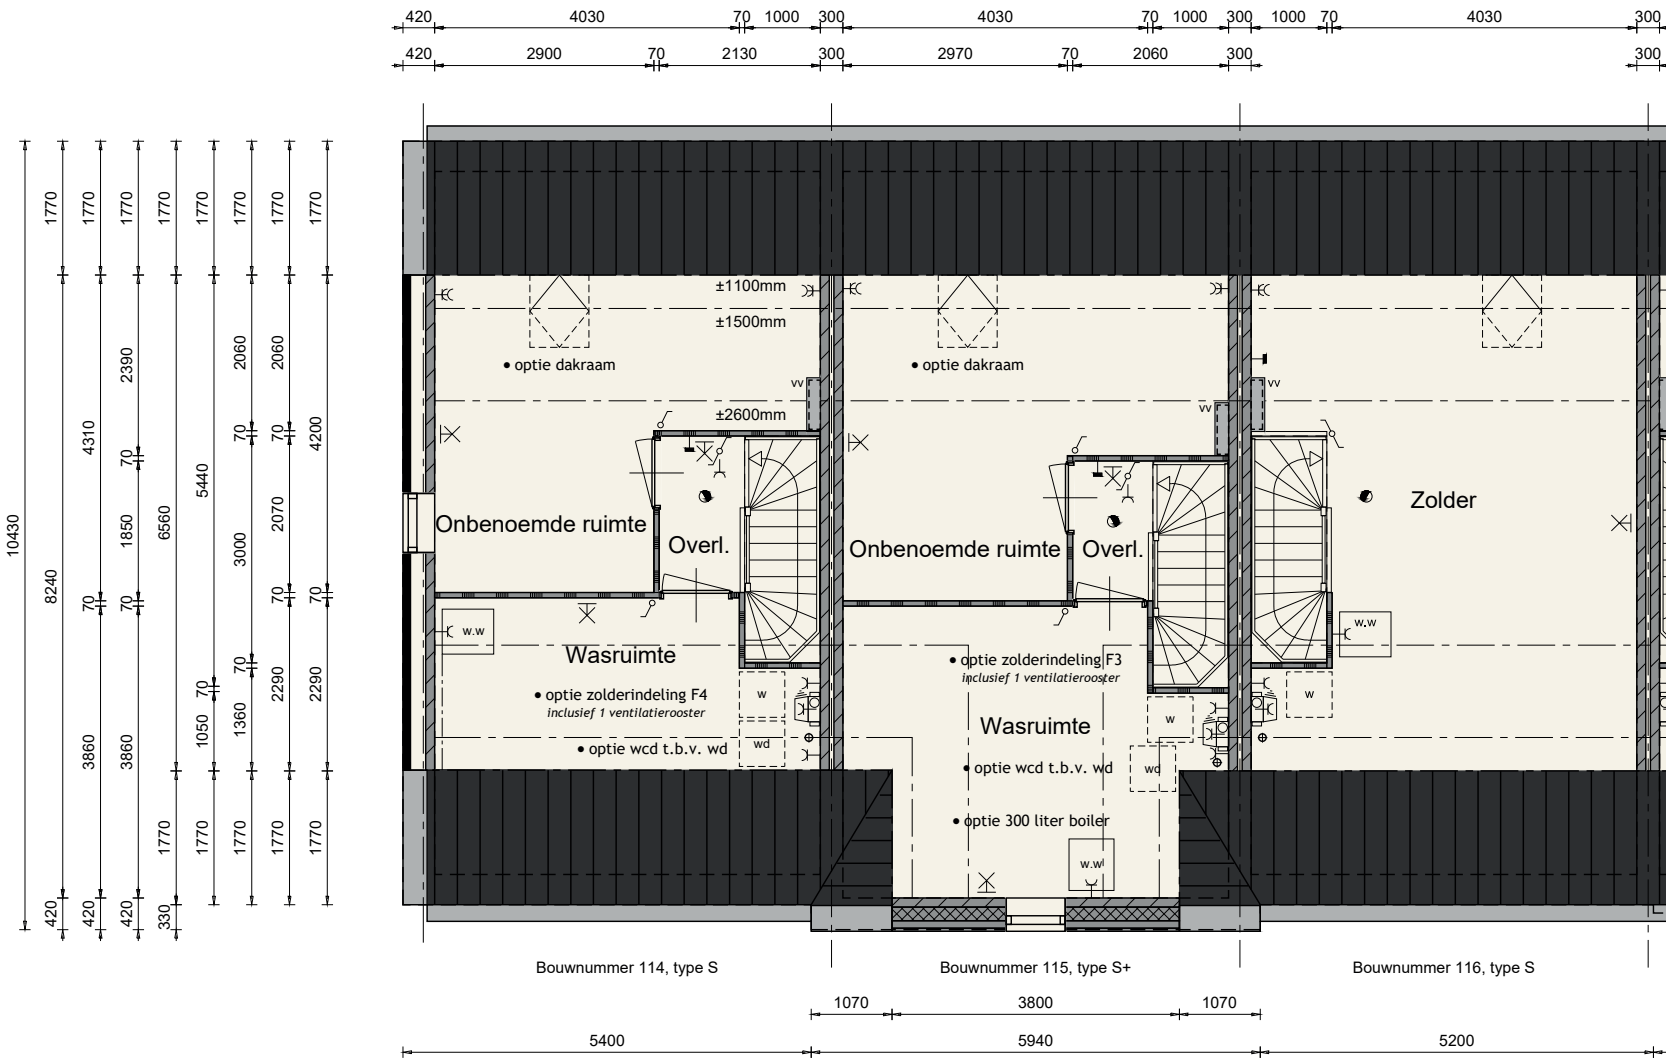 420 4030 70 1000 300 4030 70 1000 300 1000 70 4030 300
420 2900 70 2130 300 2970 70 2060 300 300
1770 1770 1770 1770 1770 1770 1770 1770
±1100mm
±1500mm
• optie dakraam • optie dakraam
vv vv
±2600mm vv
10430
8240
4310 70 3860
2390 70 1850 70 3860
6560
5440 70 1050
2060 70 3000 70 1360
2060 70 2070 70 2290
4200 70 2290
Zolder
Onbenoemde ruimte
Overl.
Onbenoemde ruimte
Overl.
w.w
w.w
Wasruimte
• optie zolderindeling F3
inclusief 1 ventilatierooster
• optie zolderindeling F4
inclusief 1 ventilatierooster
w w
w
Wasruimte
• optie wcd t.b.v. wd
wd
• optie wcd t.b.v. wd
wd
• optie 300 liter boiler
w.w
1770 1770 1770 1770 1770
420 420 420 330
Bouwnummer 114, type S
Bouwnummer 115, type S+
Bouwnummer 116, type S
1070 3800 1070
5400 5940 5200